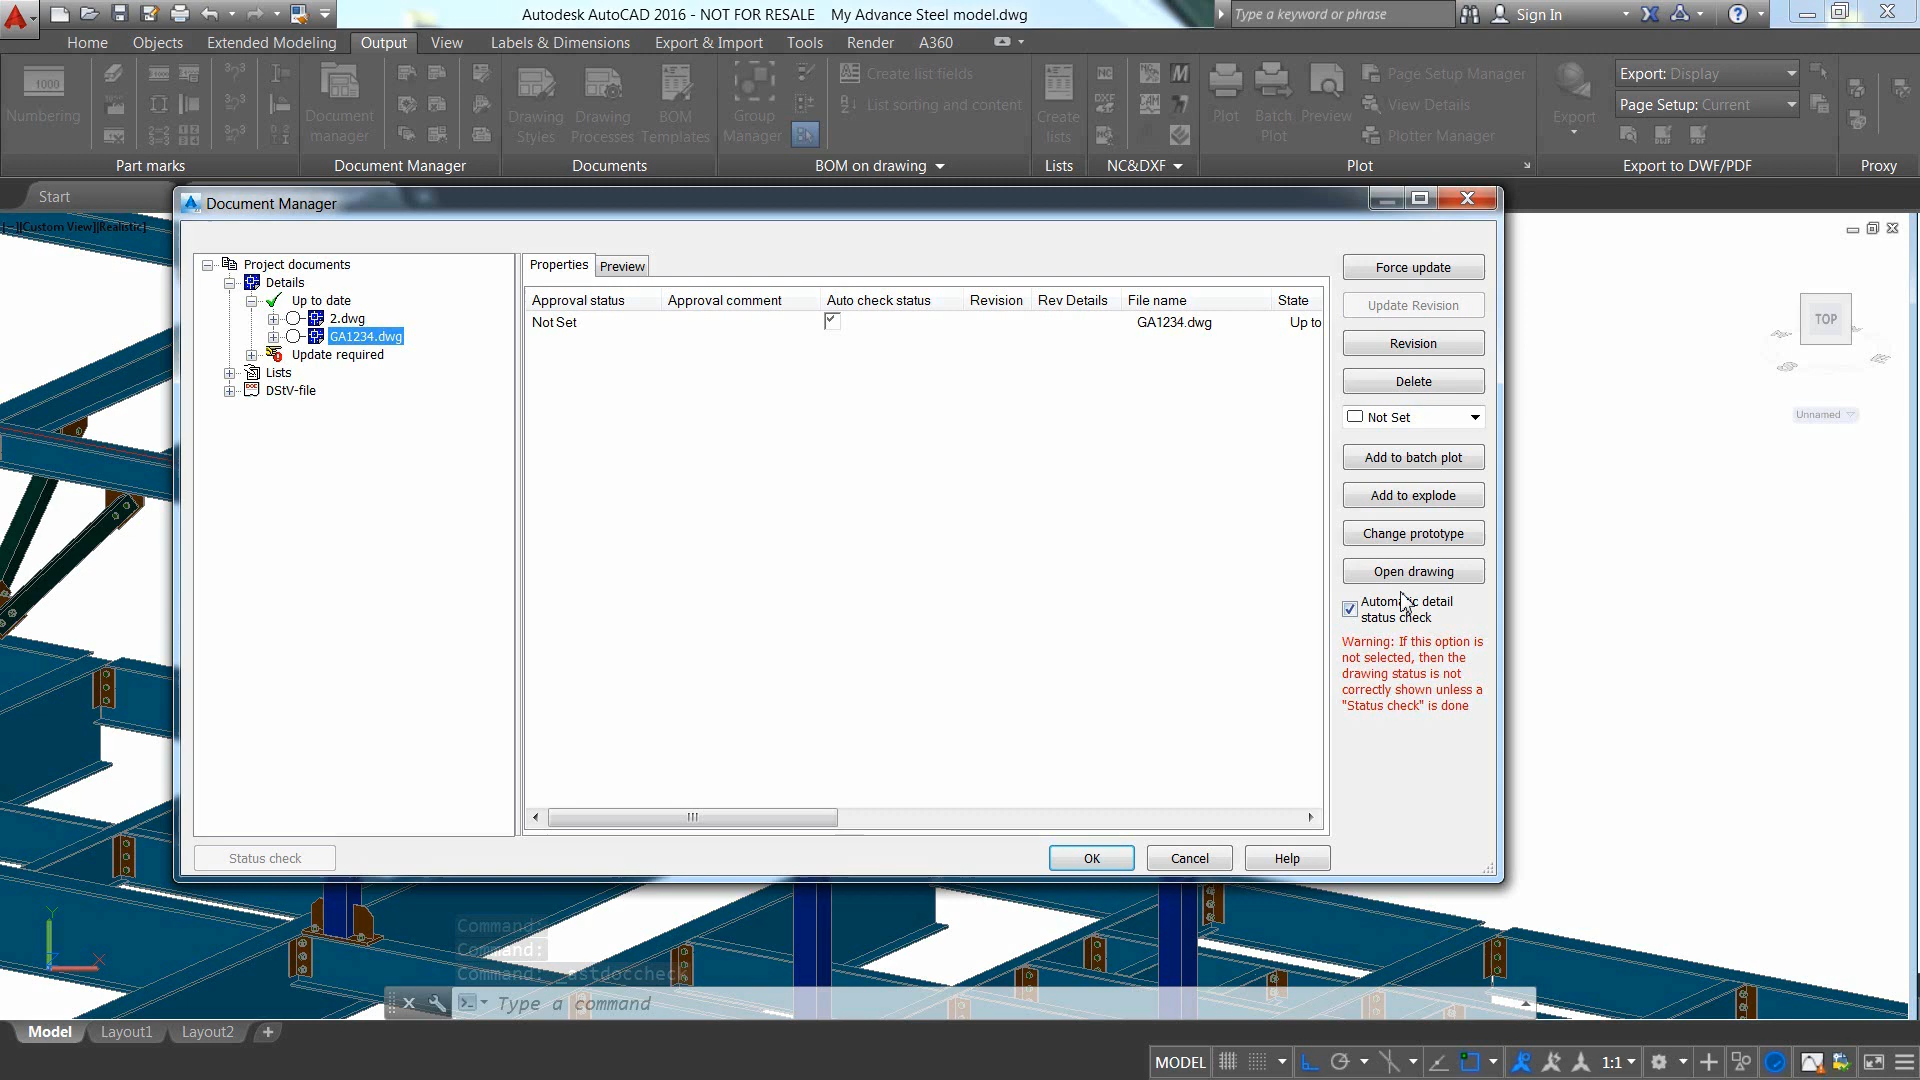 Autodesk AutoCAD 2016 - NOT FOR RESALE My Advance Steel model.dwg
Type a keyword or phrase
Sign In
Home Objects Extended Modeling Output View Labels & Dimensions Export & Import Tools Render A360
Numbering
Document manager
Drawing Styles
Drawing Processes
BOM Templates
Group Manager
Create list fields
List sorting and content
Create lists
NC
DXF
Plot
Batch Plot
Preview
Page Setup Manager
View Details
Plotter Manager
Export
Export: Display
Page Setup: Current
Part marks
Document Manager
Documents
BOM on drawing
Lists
NC&DXF
Plot
Export to DWF/PDF
Proxy
Start
[-][Custom View][Realistic]
Document Manager
Project documents
Details
Up to date
2.dwg
GA1234.dwg
Update required
Lists
DStV-file
Properties Preview
Approval status Approval comment Auto check status Revision Rev Details File name State
Not Set GA1234.dwg Up to
Force update
Update Revision
Revision
Delete
Not Set
Add to batch plot
Add to explode
Change prototype
Open drawing
Automatic detail
status check
Warning: If this option is
not selected, then the
drawing status is not
correctly shown unless a
"Status check" is done
Status check
OK Cancel Help
TOP
Unnamed
Command:
Command:
Command: _astdoccheck
Type a command
Y
X
Model Layout1 Layout2 +
MODEL
1:1